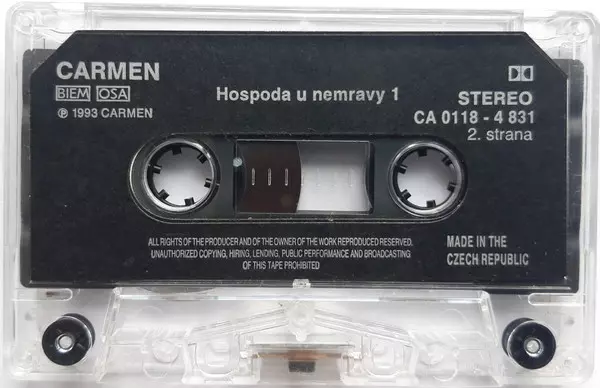 CARMEN
BIEM OSA
℗ 1993 CARMEN
Hospoda u nemravy 1
STEREO
CA 0118 - 4 831
2. strana
ALL RIGHTS OF THE PRODUCER AND OF THE OWNER OF THE WORK REPRODUCED RESERVED.
UNAUTHORIZED COPYING, HIRING, LENDING, PUBLIC PERFORMANCE AND BROADCASTING
OF THIS TAPE PROHIBITED
MADE IN THE
CZECH REPUBLIC